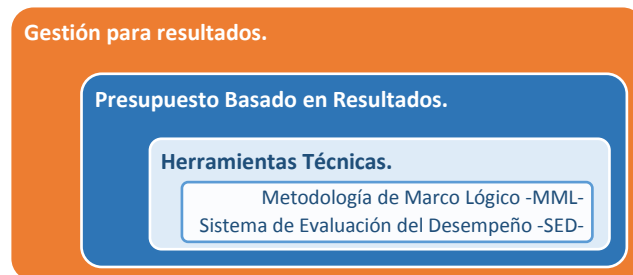 Gestión para resultados.
Presupuesto Basado en Resultados.
Herramientas Técnicas.
Metodología de Marco Lógico -MML-
Sistema de Evaluación del Desempeño -SED-